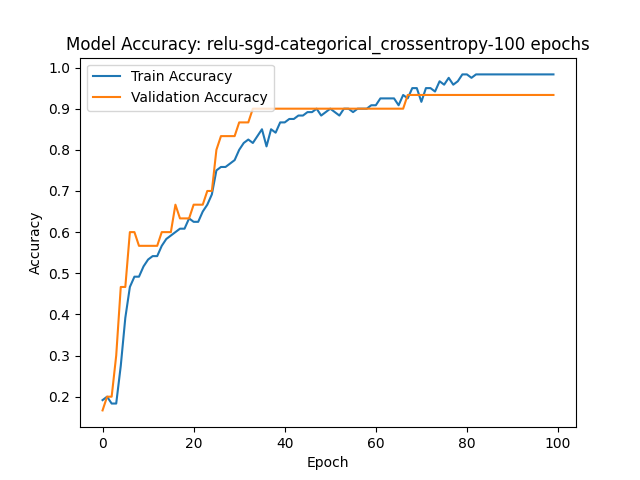 Model Accuracy: relu-sgd-categorical_crossentropy-100 epochs
Train Accuracy
Validation Accuracy
Accuracy
1.0
0.9
0.8
0.7
0.6
0.5
0.4
0.3
0.2
0 20 40 60 80 100
Epoch